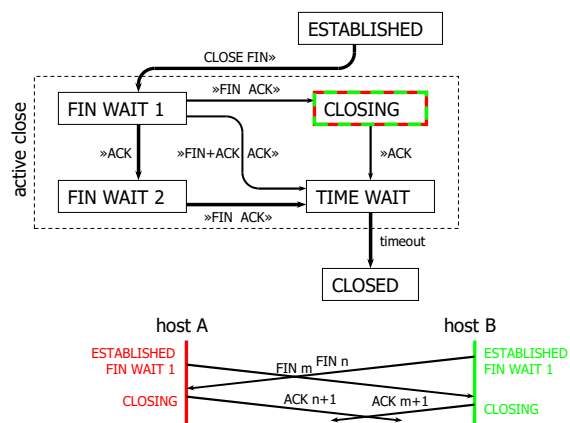 ESTABLISHED
CLOSE FIN»
active close
FIN WAIT 1
»FIN ACK»
CLOSING
»ACK
»FIN+ACK ACK»
»ACK
FIN WAIT 2
TIME WAIT
»FIN ACK»
timeout
CLOSED
host A
host B
ESTABLISHED
FIN WAIT 1
FIN m
FIN n
ESTABLISHED
FIN WAIT 1
CLOSING
ACK n+1
ACK m+1
CLOSING